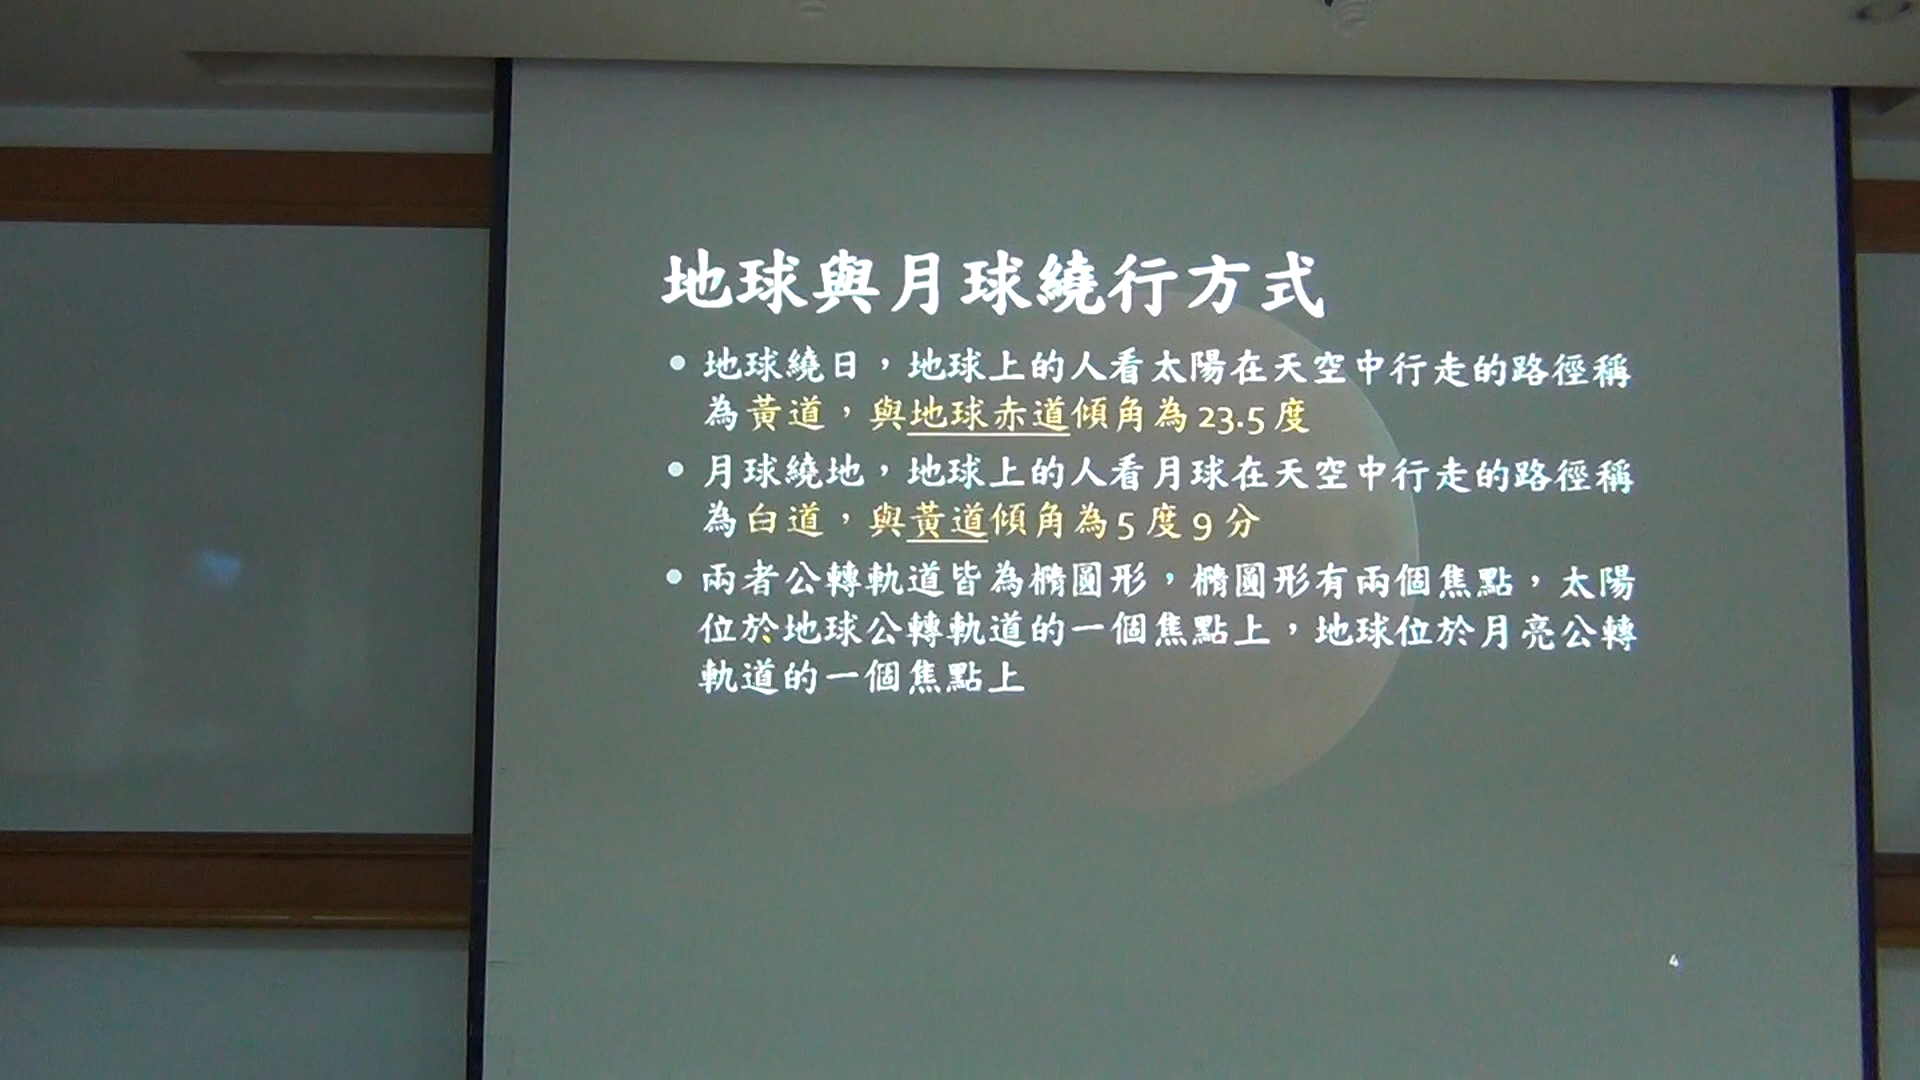 地球與月球繞行方式
• 地球繞日，地球上的人看太陽在天空中行走的路徑稱
為黃道，與地球赤道傾角為 23.5 度
• 月球繞地，地球上的人看月球在天空中行走的路徑稱
為白道，與黃道傾角為 5 度 9 分
• 兩者公轉軌道皆為橢圓形，橢圓形有兩個焦點，太陽
位於地球公轉軌道的一個焦點上，地球位於月亮公轉
軌道的一個焦點上
4